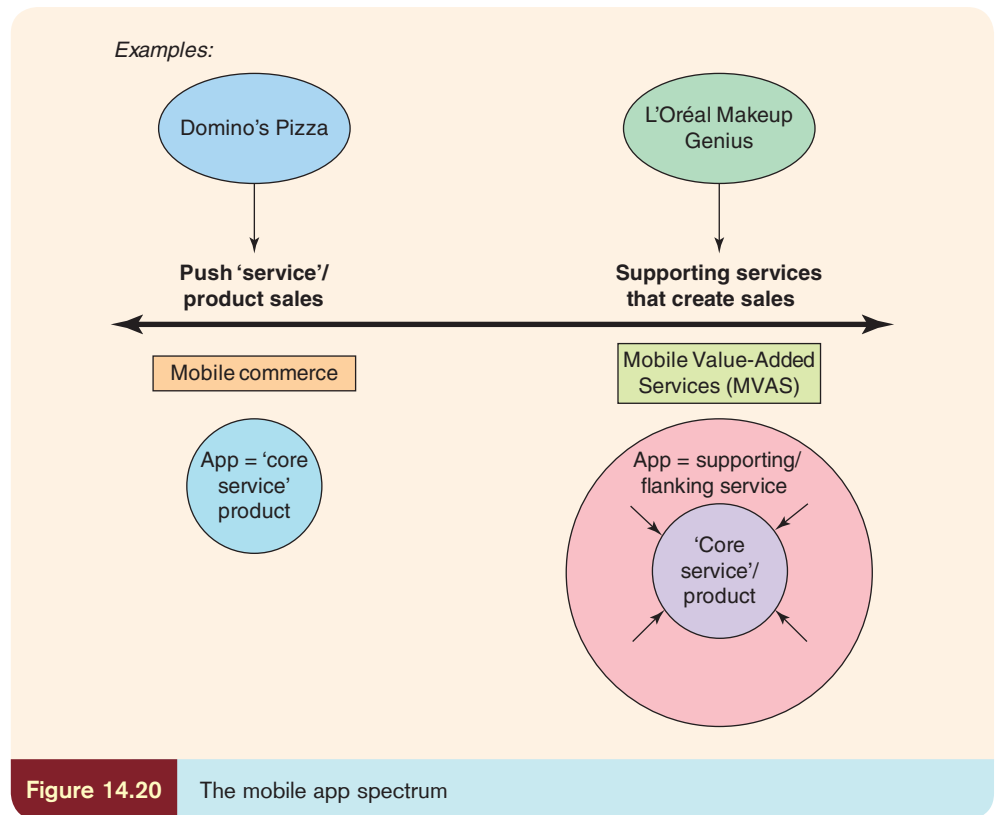 Examples:
Domino's Pizza
L'Oréal Makeup
Genius
Push ‘service’/
product sales
Supporting services
that create sales
Mobile commerce
Mobile Value-Added
Services (MVAS)
App = ‘core
service’
product
App = supporting/
flanking service
‘Core
service’/
product
Figure 14.20
The mobile app spectrum